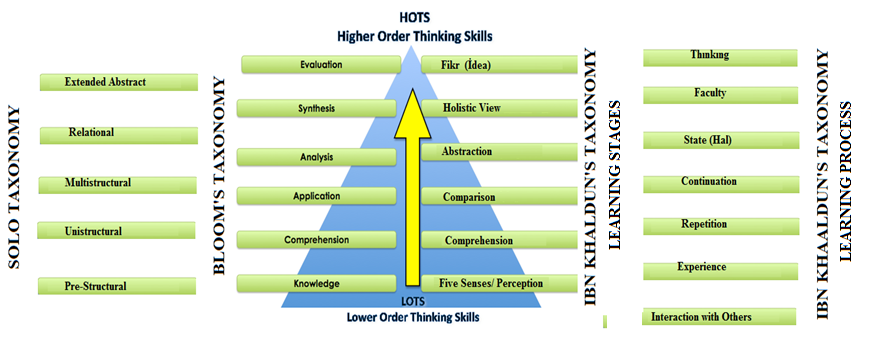 HOTS
Higher Order Thinking Skills
SOLO TAXONOMY
Extended Abstract
Relational
Multistructural
Unistructural
Pre-Structural
BLOOM'S TAXONOMY
Evaluation
Synthesis
Analysis
Application
Comprehension
Knowledge
Fikr (İdea)
Holistic View
Abstraction
Comparison
Comprehension
Five Senses/ Perception
LOTS
Lower Order Thinking Skills
IBN KHALDUN'S TAXONOMY
LEARNING STAGES
Thinking
Faculty
State (Hal)
Continuation
Repetition
Experience
Interaction with Others
IBN KHAALDUN'S TAXONOMY
LEARNING PROCESS